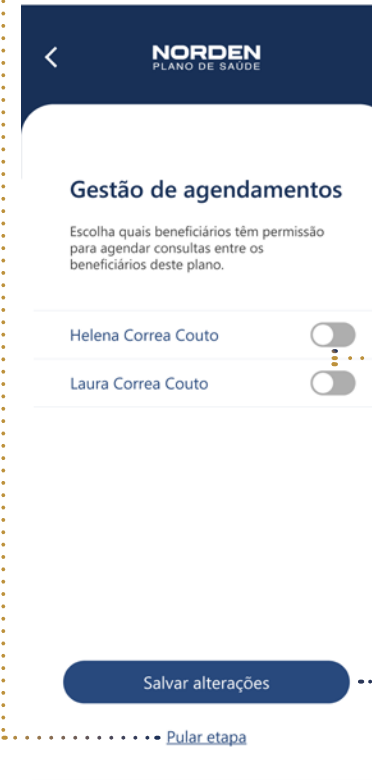 NORDEN
PLANO DE SAÚDE
Gestão de agendamentos
Escolha quais beneficiários têm permissão
para agendar consultas entre os
beneficiários deste plano.
Helena Correa Couto
Laura Correa Couto
Salvar alterações
Pular etapa